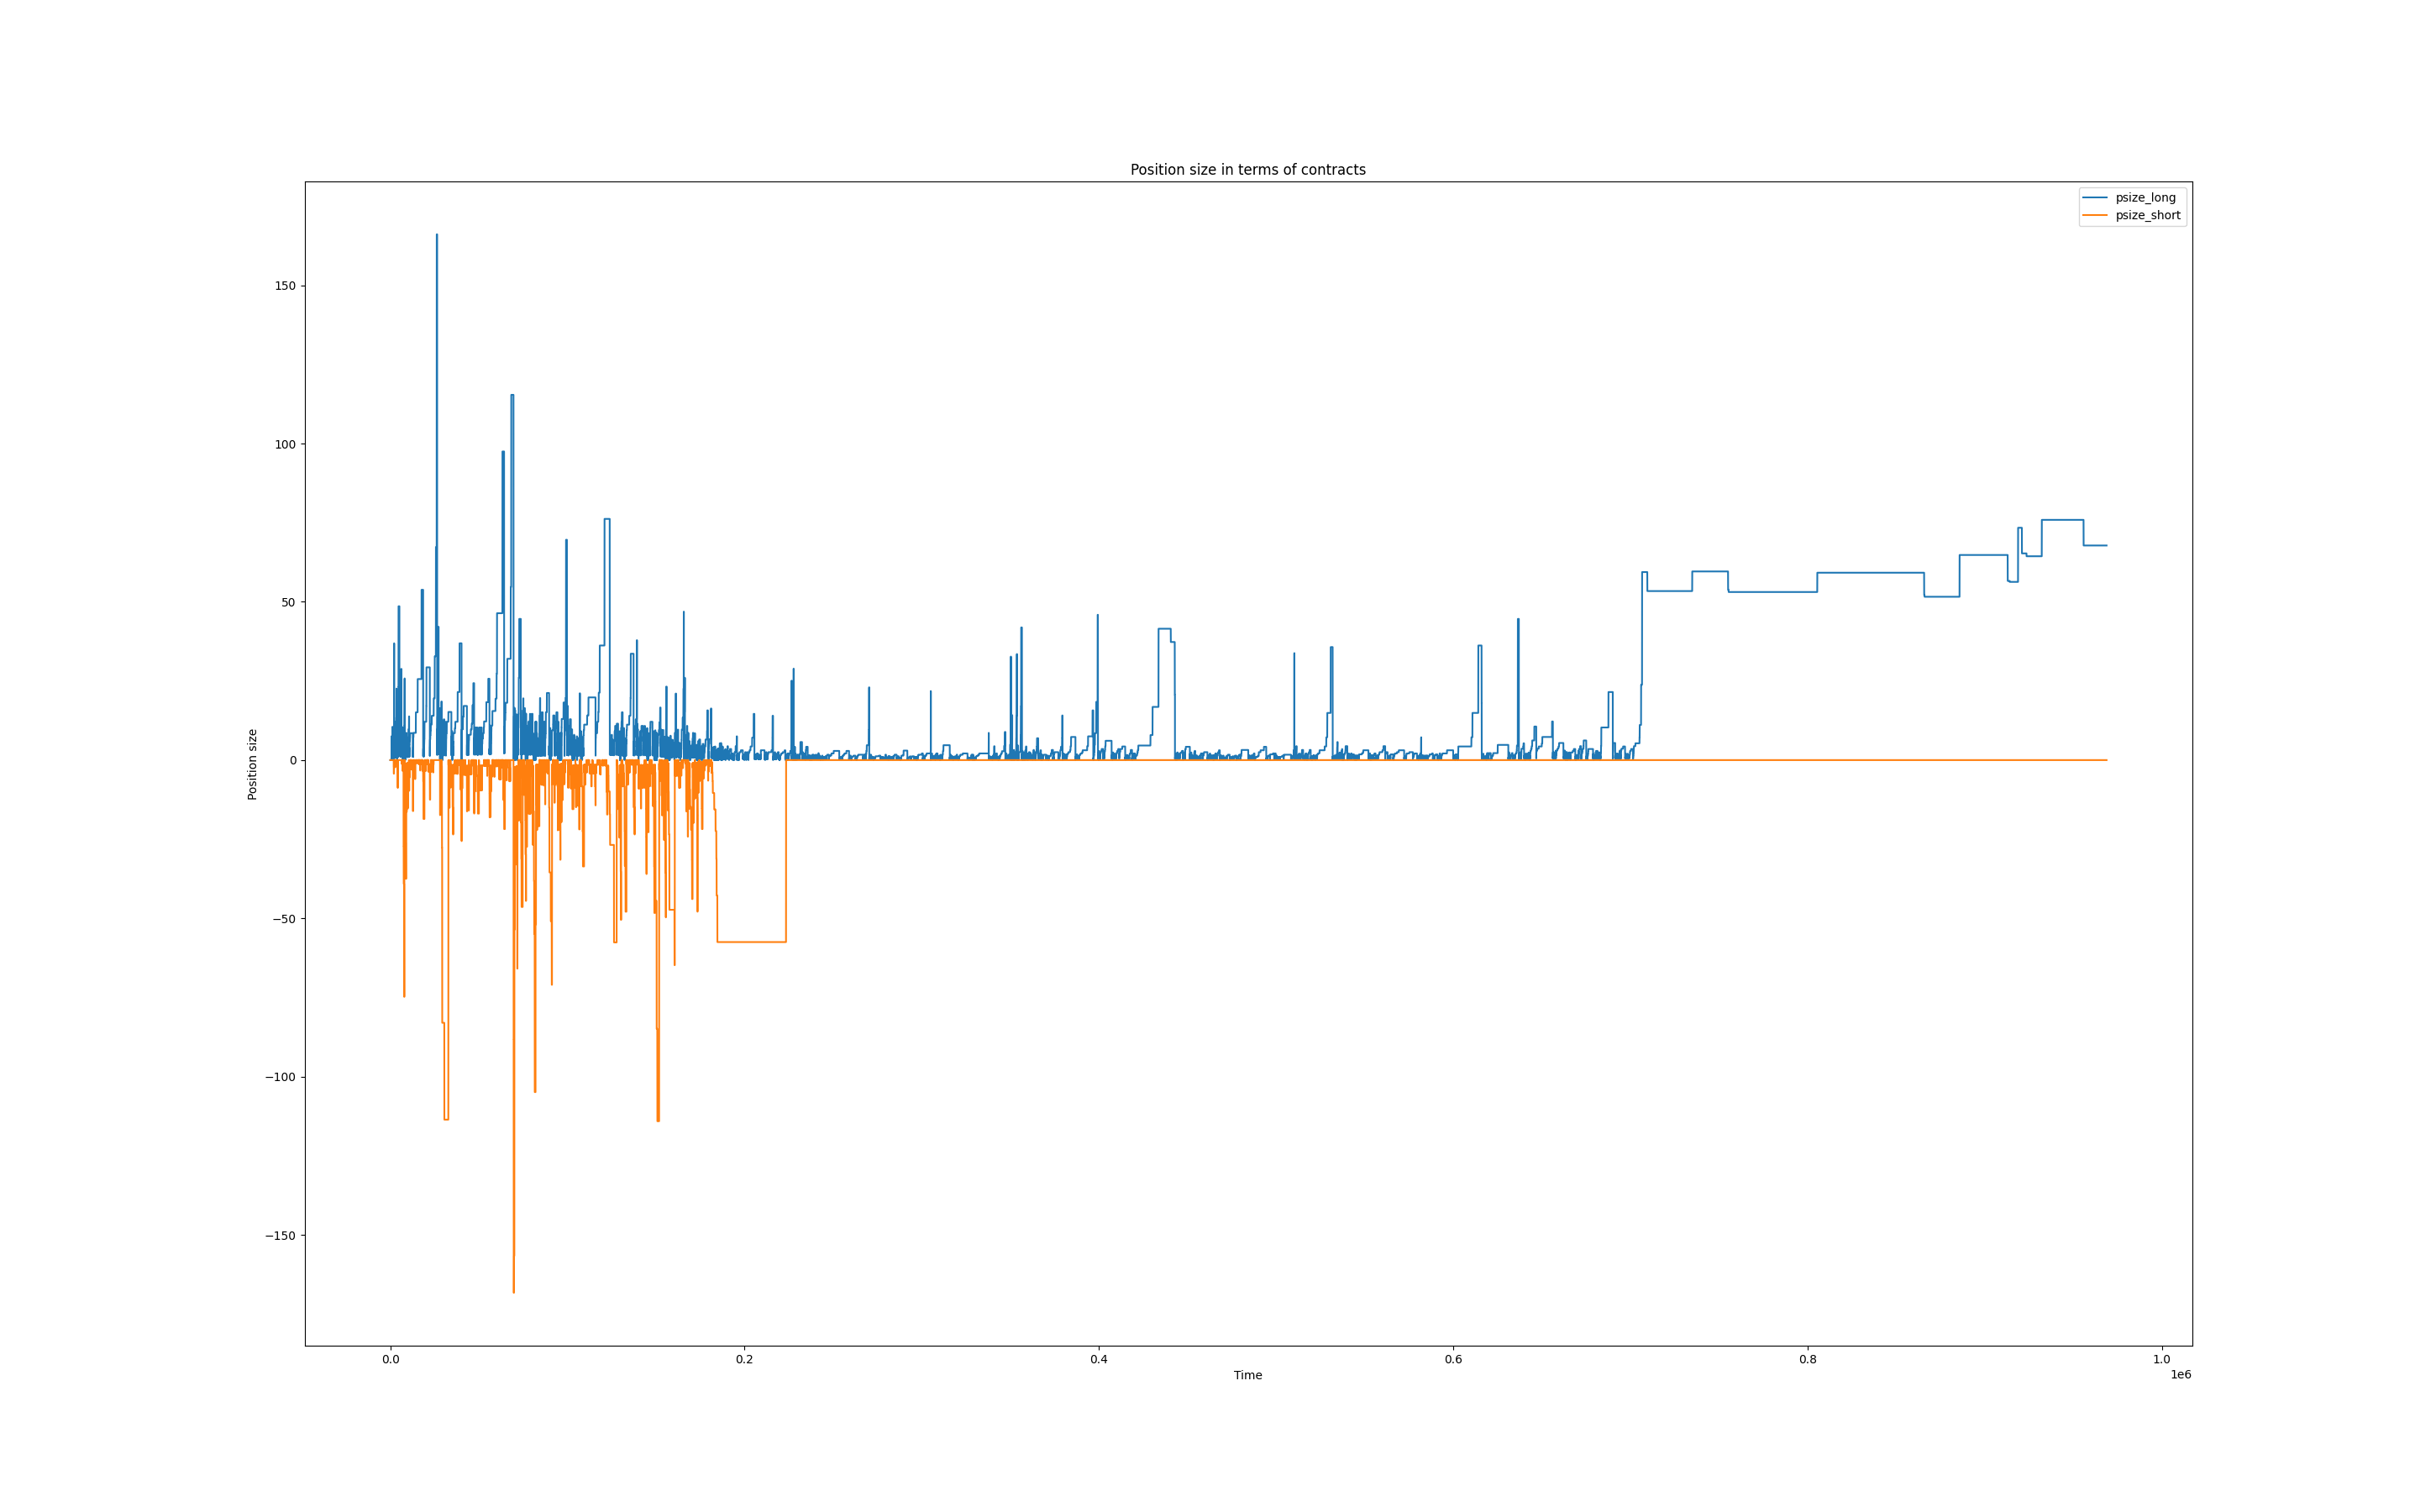 Position size in terms of contracts
psize_long
psize_short
150
100
50
0
−50
−100
−150
Position size
0.0
0.2
0.4
0.6
0.8
1.0
Time
1e6